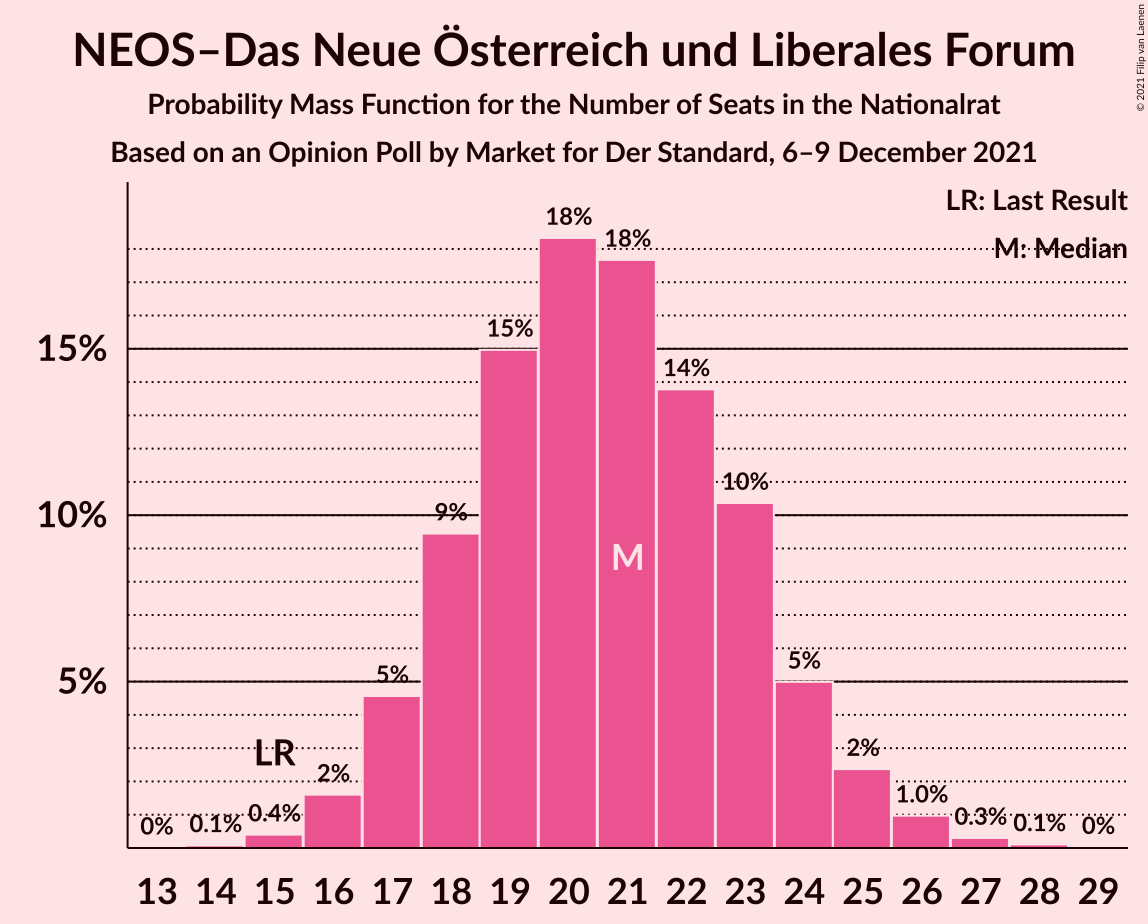 NEOS–Das Neue Österreich und Liberales Forum
Probability Mass Function for the Number of Seats in the Nationalrat
Based on an Opinion Poll by Market for Der Standard, 6–9 December 2021
© 2021 Filip van Laenen
LR: Last Result
M: Median
15%
10%
5%
0%
0.1%
0.4%
LR
2%
5%
9%
15%
18%
18%
M
14%
10%
5%
2%
1.0%
0.3%
0.1%
0%
13 14 15 16 17 18 19 20 21 22 23 24 25 26 27 28 29